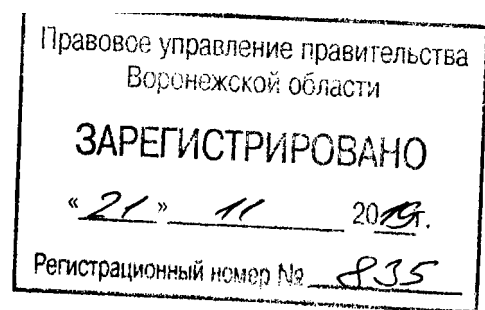 Правовое управление правительства
Воронежской области
ЗАРЕГИСТРИРОВАНО
«21» 11 2019г.
Регистрационный номер № 835